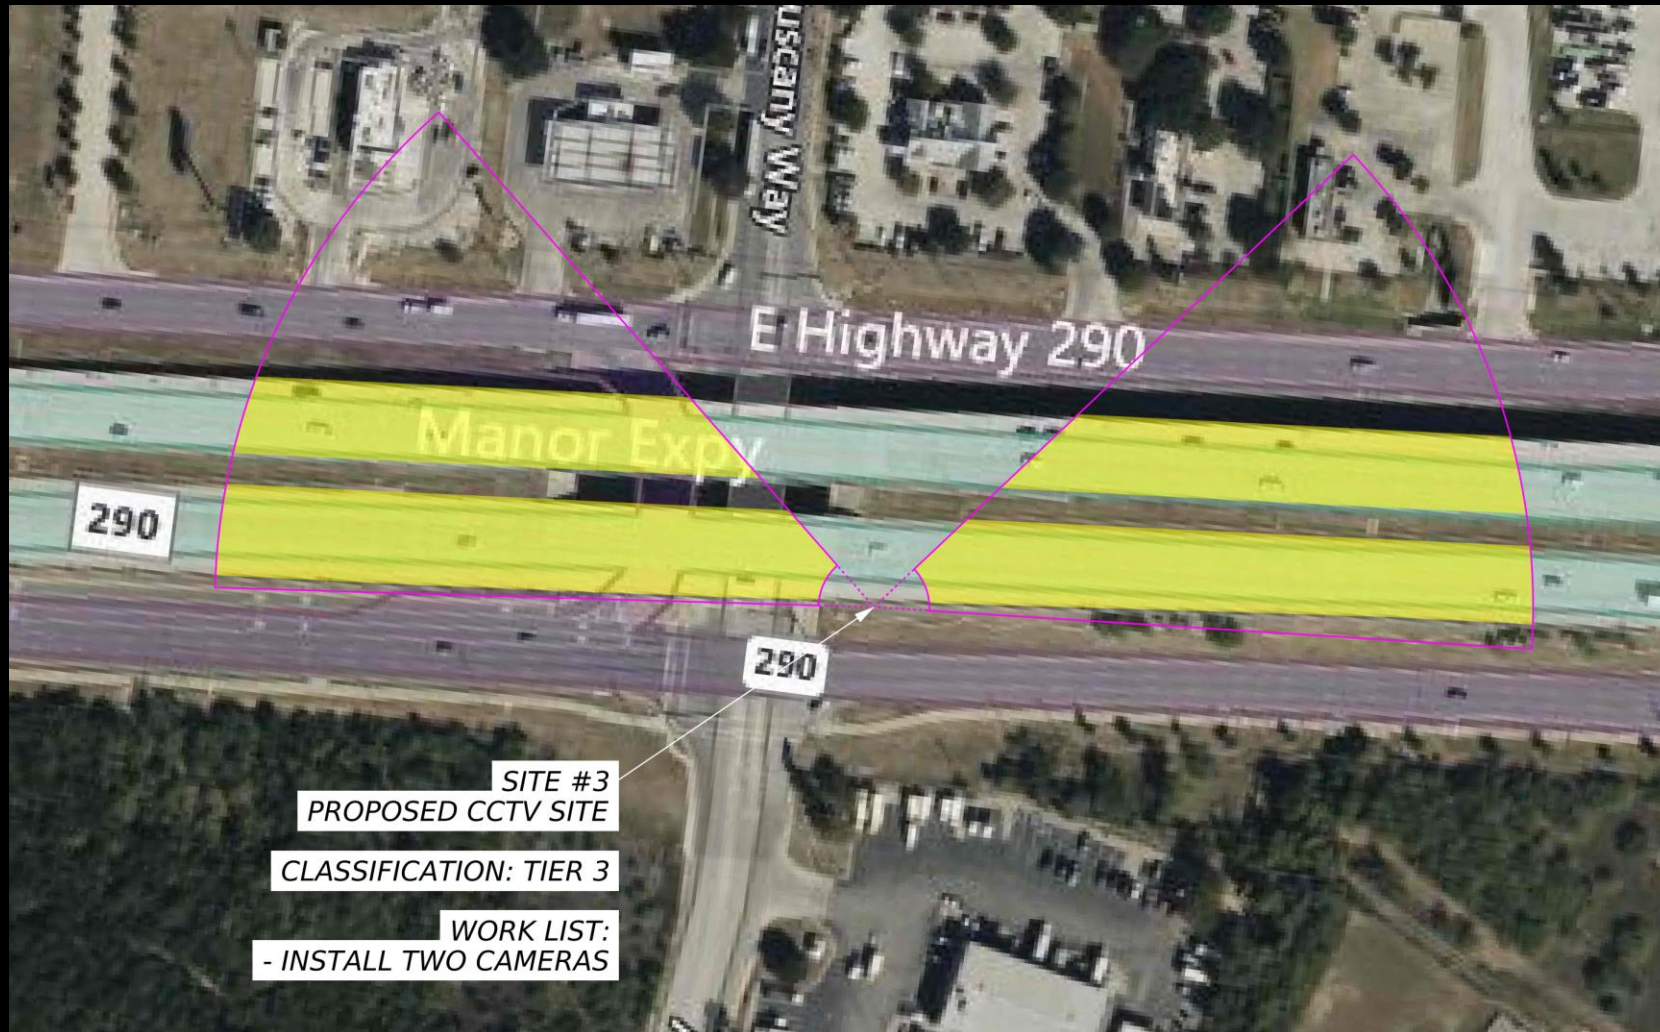 uscany Way
E Highway 290
Manor Expy
290
290
SITE #3
PROPOSED CCTV SITE
CLASSIFICATION: TIER 3
WORK LIST:
- INSTALL TWO CAMERAS